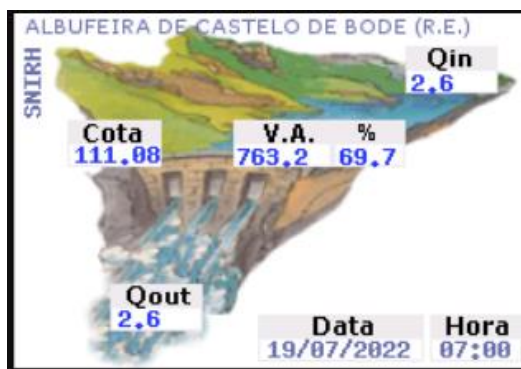 ALBUFEIRA DE CASTELO DE BODE (R.E.)
SNIRH
Qin
2.6
Cota V.A. %
111.08 763.2 69.7
Qout
2.6
Data Hora
19/07/2022 07:00